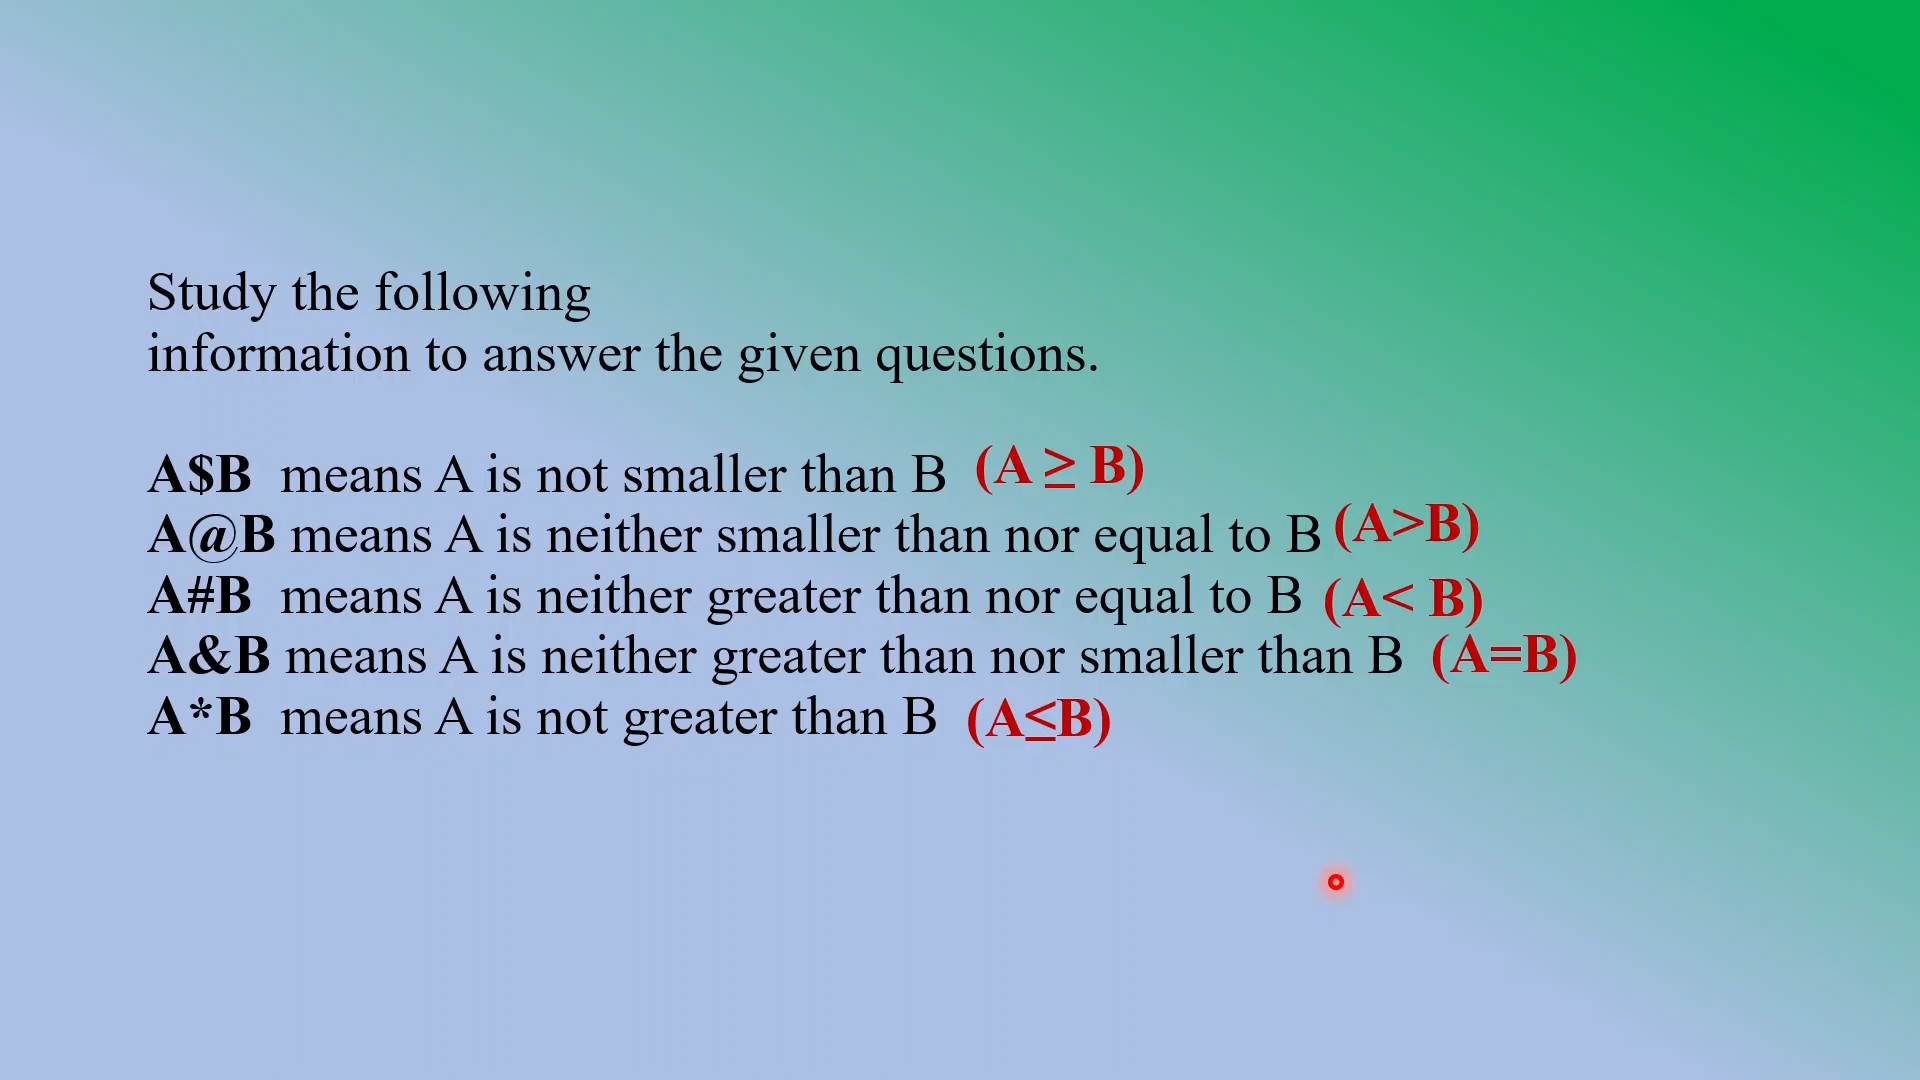 Study the following
information to answer the given questions.
A$B means A is not smaller than B (A ≥ B)
A@B means A is neither smaller than nor equal to B (A>B)
A#B means A is neither greater than nor equal to B (A< B)
A&B means A is neither greater than nor smaller than B (A=B)
A*B means A is not greater than B (A≤B)